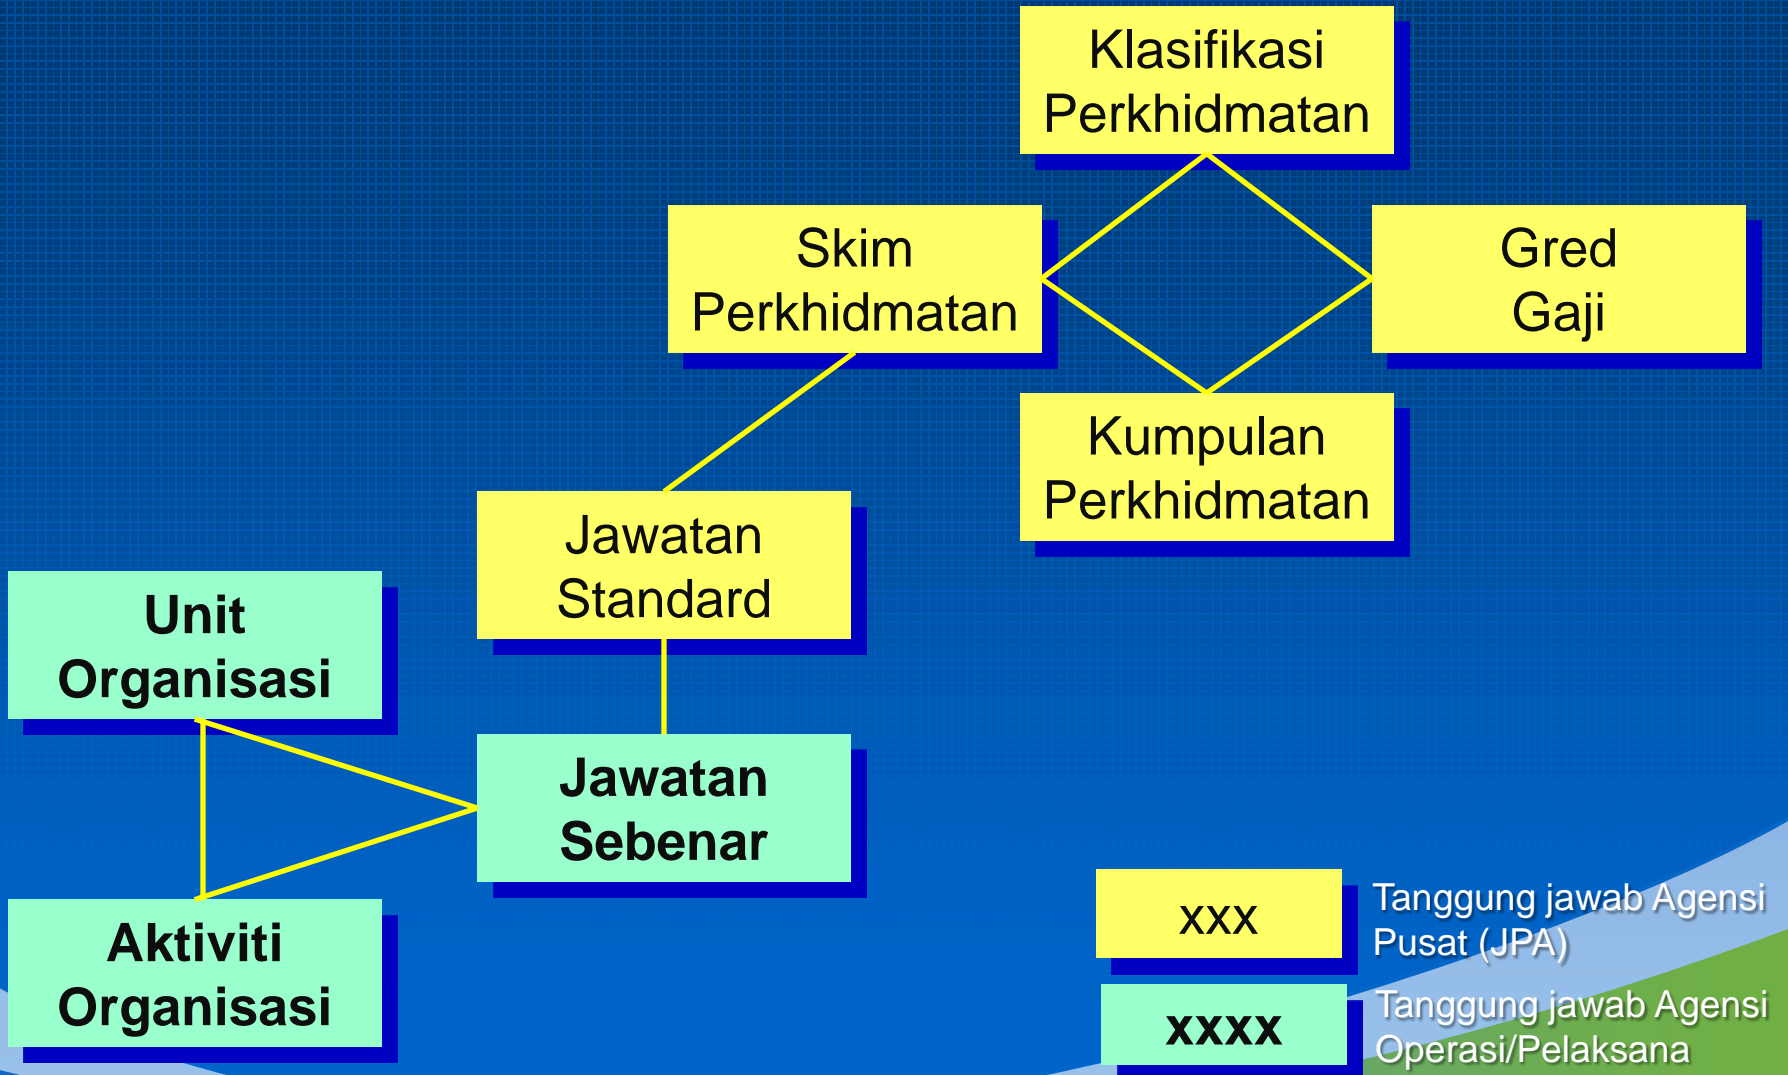 Klasifikasi
Perkhidmatan
Skim
Perkhidmatan
Gred
Gaji
Kumpulan
Perkhidmatan
Jawatan
Standard
Unit
Organisasi
Jawatan
Sebenar
Aktiviti
Organisasi
xxx
Tanggung jawab Agensi
Pusat (JPA)
xxxx
Tanggung jawab Agensi
Operasi/Pelaksana